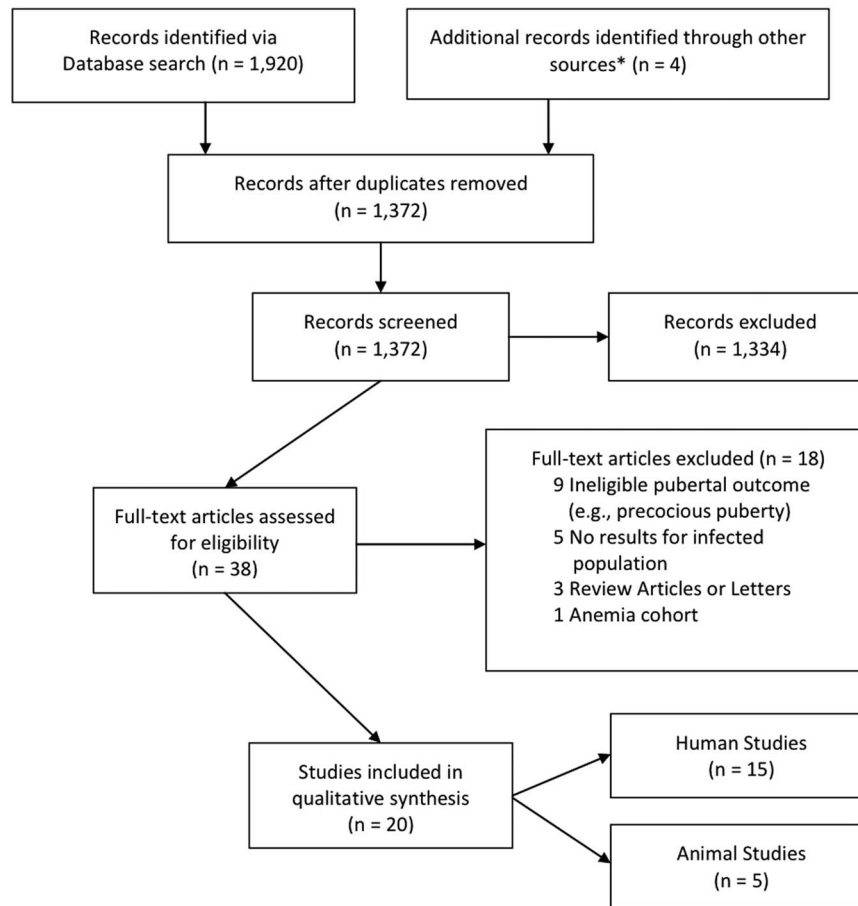 Records identified via
Database search (n = 1,920)
Additional records identified through other
sources* (n = 4)
Records after duplicates removed
(n = 1,372)
Records screened
(n = 1,372)
Records excluded
(n = 1,334)
Full-text articles assessed
for eligibility
(n = 38)
Full-text articles excluded (n = 18)
9 Ineligible pubertal outcome
(e.g., precocious puberty)
5 No results for infected
population
3 Review Articles or Letters
1 Anemia cohort
Studies included in
qualitative synthesis
(n = 20)
Human Studies
(n = 15)
Animal Studies
(n = 5)